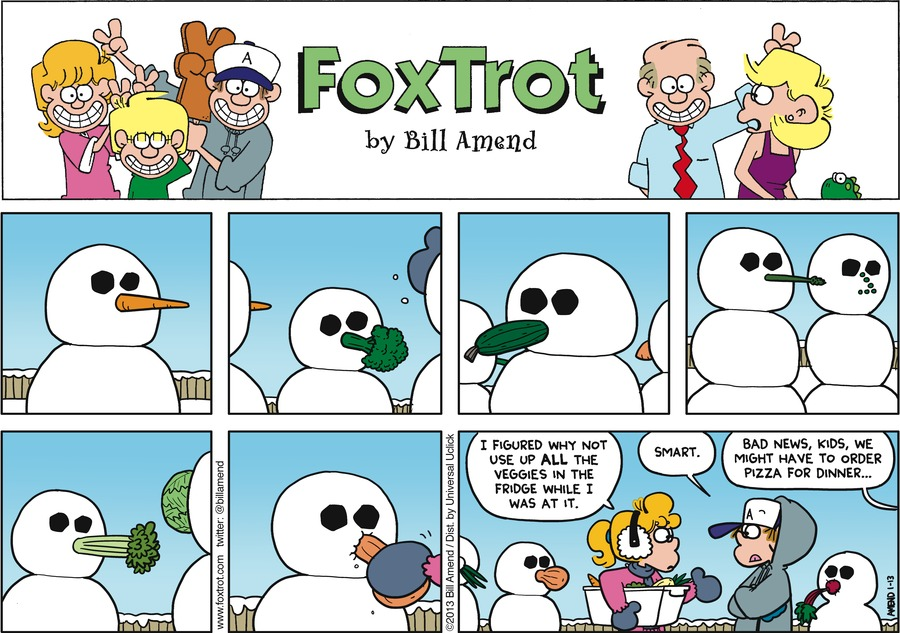 A
FoxTrot
by Bill Amend
www.foxtrot.com twitter: @billamend
©2013 Bill Amend / Dist. by Universal Uclick
I FIGURED WHY NOT
USE UP ALL THE
VEGGIES IN THE
FRIDGE WHILE I
WAS AT IT.
SMART.
BAD NEWS, KIDS, WE
MIGHT HAVE TO ORDER
PIZZA FOR DINNER...
A
AMEND 1-13